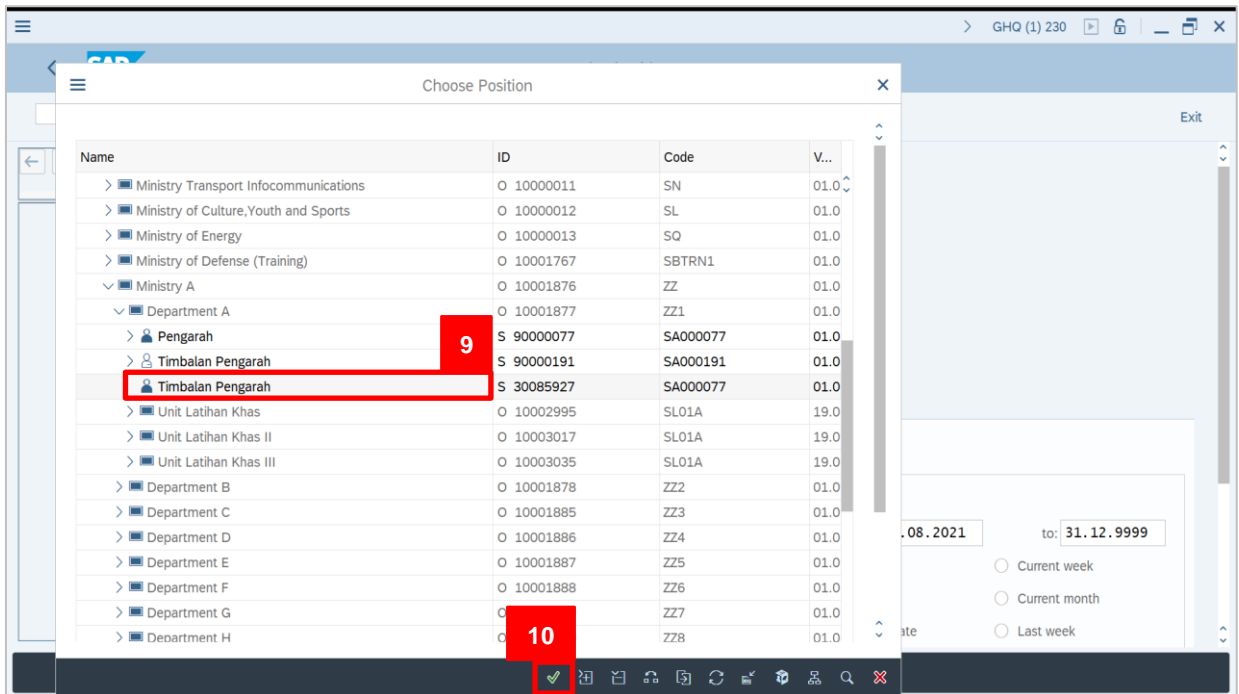 GHQ (1) 230
SAP
Choose Position
Exit
Name ID Code V...
Ministry Transport Infocommunications O 10000011 SN 01.0
Ministry of Culture,Youth and Sports O 10000012 SL 01.0
Ministry of Energy O 10000013 SQ 01.0
Ministry of Defense (Training) O 10001767 SBTRN1 01.0
Ministry A O 10001876 ZZ 01.0
Department A O 10001877 ZZ1 01.0
Pengarah S 90000077 SA000077 01.0
9
Timbalan Pengarah S 90000191 SA000191 01.0
Timbalan Pengarah S 30085927 SA000077 01.0
Unit Latihan Khas O 10002995 SL01A 19.0
Unit Latihan Khas II O 10003017 SL01A 19.0
Unit Latihan Khas III O 10003035 SL01A 19.0
Department B O 10001878 ZZ2 01.0
Department C O 10001885 ZZ3 01.0
Department D O 10001886 ZZ4 01.0
.08.2021 to: 31.12.9999
Department E O 10001887 ZZ5 01.0
Current week
Department F O 10001888 ZZ6 01.0
Current month
Department G ZZ7 01.0
Department H ZZ8 01.0
Last week
10